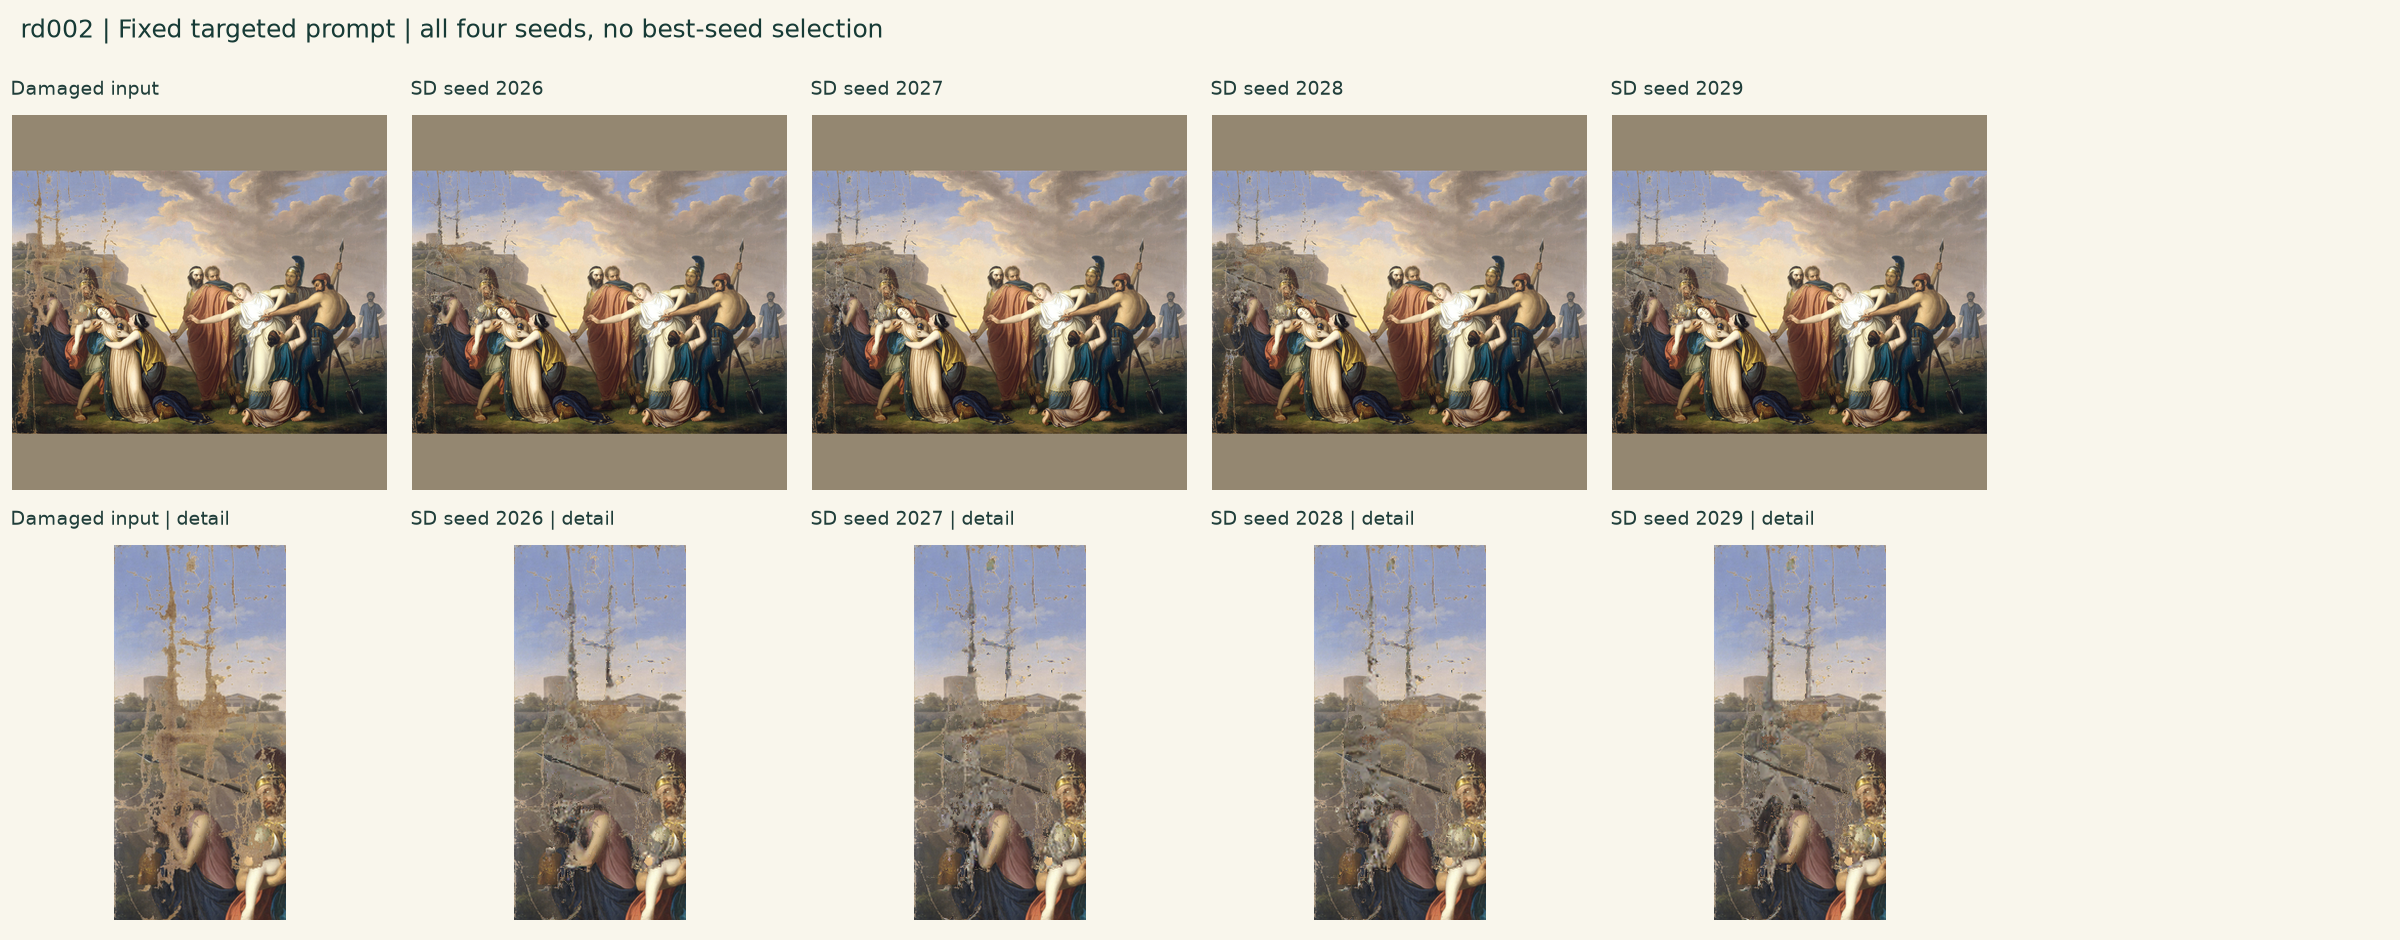 rd002 | Fixed targeted prompt | all four seeds, no best-seed selection
Damaged input
SD seed 2026
SD seed 2027
SD seed 2028
SD seed 2029
Damaged input | detail
SD seed 2026 | detail
SD seed 2027 | detail
SD seed 2028 | detail
SD seed 2029 | detail